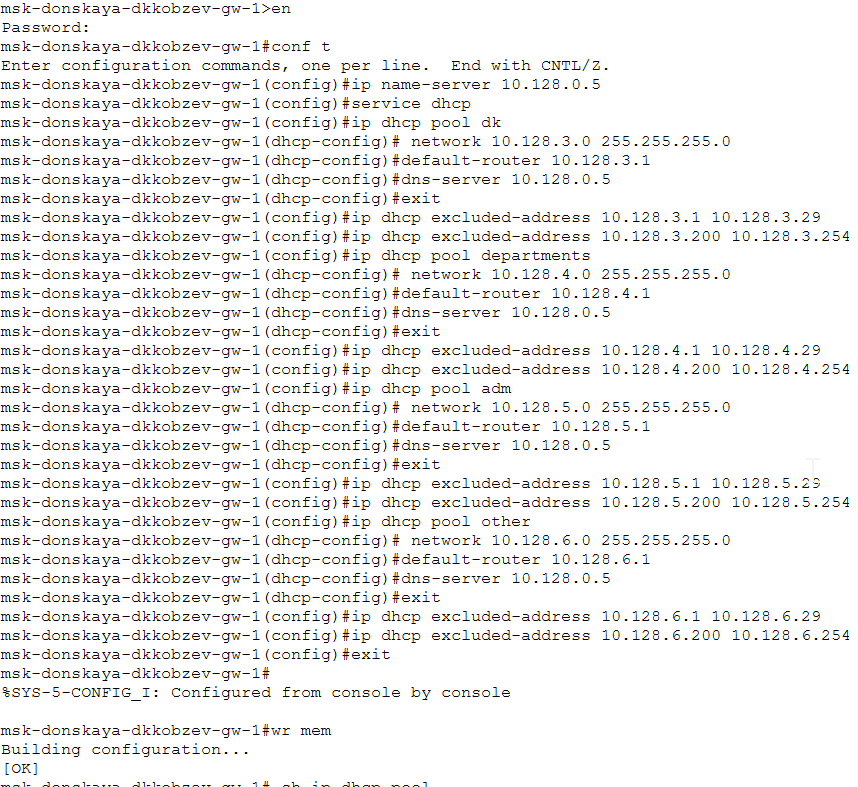 msk-donskaya-dkkobzev-gw-1>en
Password:
msk-donskaya-dkkobzev-gw-1#conf t
Enter configuration commands, one per line.  End with CNTL/Z.
msk-donskaya-dkkobzev-gw-1(config)#ip name-server 10.128.0.5
msk-donskaya-dkkobzev-gw-1(config)#service dhcp
msk-donskaya-dkkobzev-gw-1(config)#ip dhcp pool dk
msk-donskaya-dkkobzev-gw-1(dhcp-config)# network 10.128.3.0 255.255.255.0
msk-donskaya-dkkobzev-gw-1(dhcp-config)#default-router 10.128.3.1
msk-donskaya-dkkobzev-gw-1(dhcp-config)#dns-server 10.128.0.5
msk-donskaya-dkkobzev-gw-1(dhcp-config)#exit
msk-donskaya-dkkobzev-gw-1(config)#ip dhcp excluded-address 10.128.3.1 10.128.3.29
msk-donskaya-dkkobzev-gw-1(config)#ip dhcp excluded-address 10.128.3.200 10.128.3.254
msk-donskaya-dkkobzev-gw-1(config)#ip dhcp pool departments
msk-donskaya-dkkobzev-gw-1(dhcp-config)# network 10.128.4.0 255.255.255.0
msk-donskaya-dkkobzev-gw-1(dhcp-config)#default-router 10.128.4.1
msk-donskaya-dkkobzev-gw-1(dhcp-config)#dns-server 10.128.0.5
msk-donskaya-dkkobzev-gw-1(dhcp-config)#exit
msk-donskaya-dkkobzev-gw-1(config)#ip dhcp excluded-address 10.128.4.1 10.128.4.29
msk-donskaya-dkkobzev-gw-1(config)#ip dhcp excluded-address 10.128.4.200 10.128.4.254
msk-donskaya-dkkobzev-gw-1(config)#ip dhcp pool adm
msk-donskaya-dkkobzev-gw-1(dhcp-config)# network 10.128.5.0 255.255.255.0
msk-donskaya-dkkobzev-gw-1(dhcp-config)#default-router 10.128.5.1
msk-donskaya-dkkobzev-gw-1(dhcp-config)#dns-server 10.128.0.5
msk-donskaya-dkkobzev-gw-1(dhcp-config)#exit
msk-donskaya-dkkobzev-gw-1(config)#ip dhcp excluded-address 10.128.5.1 10.128.5.29
msk-donskaya-dkkobzev-gw-1(config)#ip dhcp excluded-address 10.128.5.200 10.128.5.254
msk-donskaya-dkkobzev-gw-1(config)#ip dhcp pool other
msk-donskaya-dkkobzev-gw-1(dhcp-config)# network 10.128.6.0 255.255.255.0
msk-donskaya-dkkobzev-gw-1(dhcp-config)#default-router 10.128.6.1
msk-donskaya-dkkobzev-gw-1(dhcp-config)#dns-server 10.128.0.5
msk-donskaya-dkkobzev-gw-1(dhcp-config)#exit
msk-donskaya-dkkobzev-gw-1(config)#ip dhcp excluded-address 10.128.6.1 10.128.6.29
msk-donskaya-dkkobzev-gw-1(config)#ip dhcp excluded-address 10.128.6.200 10.128.6.254
msk-donskaya-dkkobzev-gw-1(config)#exit
msk-donskaya-dkkobzev-gw-1#
%SYS-5-CONFIG_I: Configured from console by console
msk-donskaya-dkkobzev-gw-1#wr mem
Building configuration...
[OK]
msk-donskaya-dkkobzev-gw-1# sh ip dhcp pool